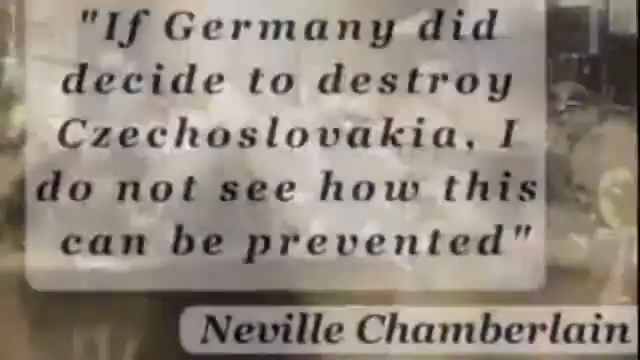 "If Germany did
decide to destroy
Czechoslovakia, I
do not see how this
can be prevented"
Neville Chamberlain